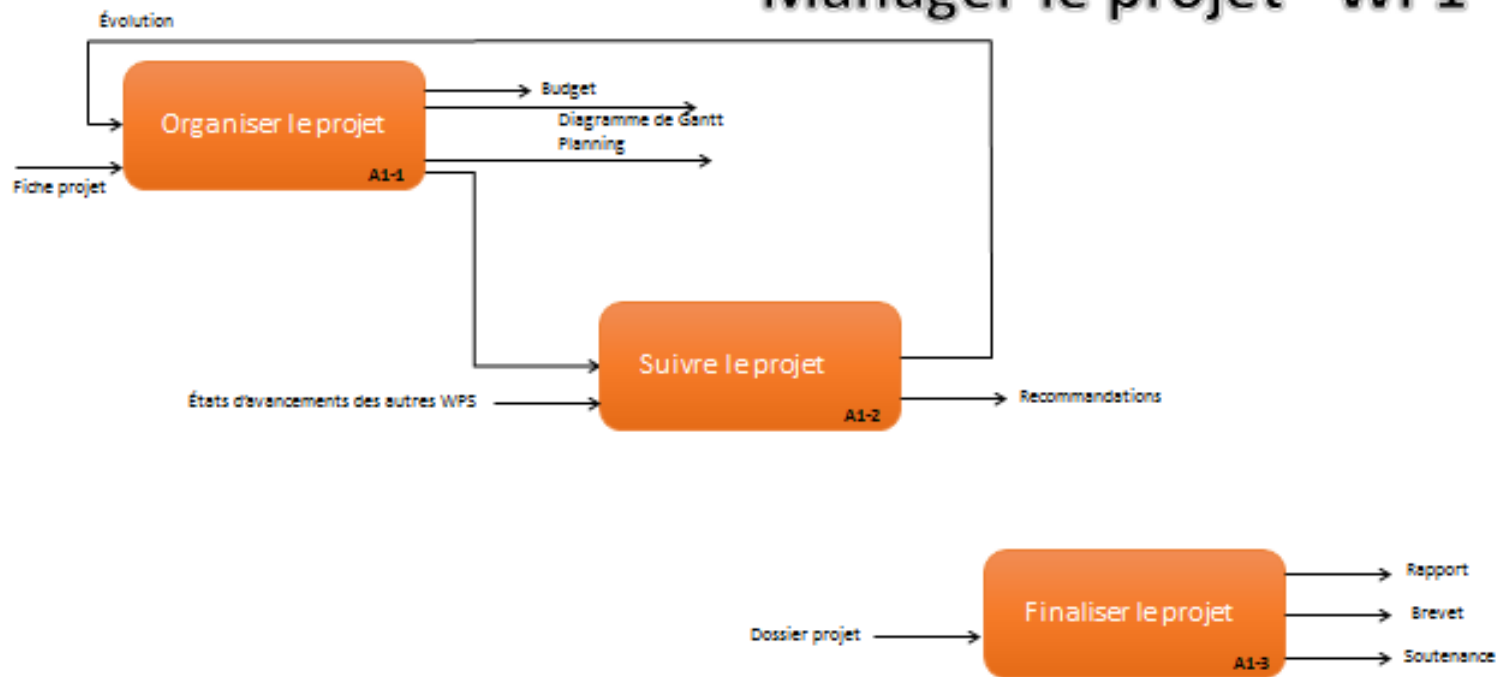 Manager le projet - WP1
Évolution
Budget
Organiser le projet
Diagramme de Gantt
Planning
A1-1
Fiche projet
Suivre le projet
États d'avancements des autres WPS
Recommandations
A1-2
Rapport
Finaliser le projet
Brevet
Dossier projet
Soutenance
A1-3